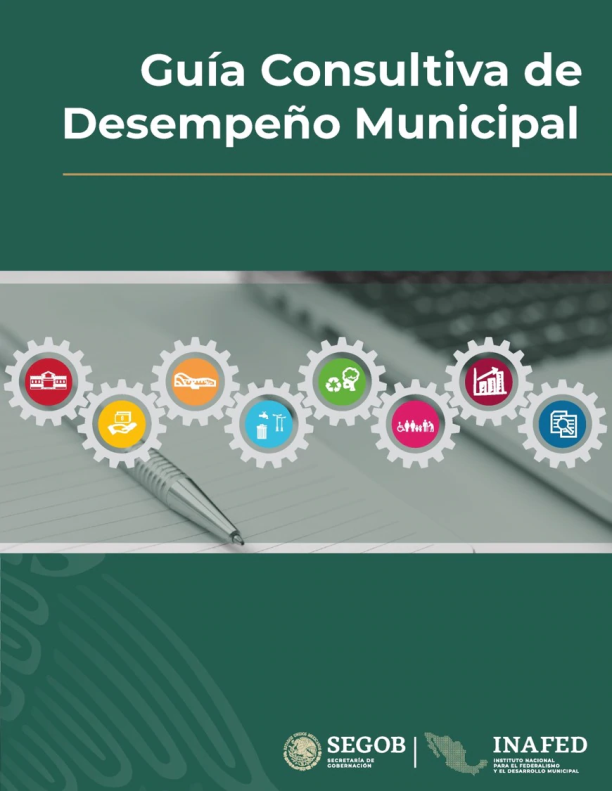 Guía Consultiva de
Desempeño Municipal
SEGOB
SECRETARÍA DE
GOBERNACIÓN
INAFED
INSTITUTO NACIONAL
PARA EL FEDERALISMO
Y EL DESARROLLO MUNICIPAL